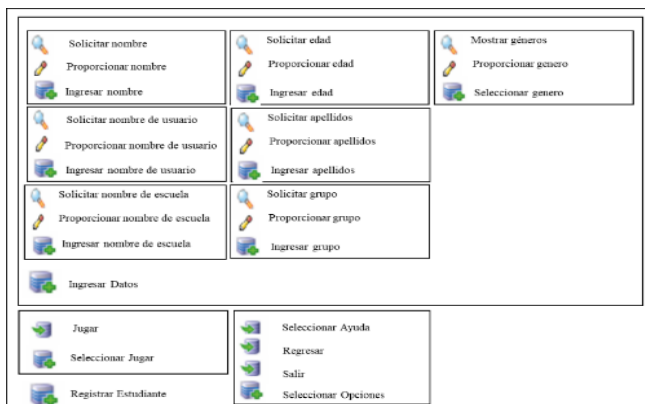 Solicitar nombre
Proporcionar nombre
Ingresar nombre
Solicitar edad
Proporcionar edad
Ingresar edad
Mostrar géneros
Proporcionar genero
Seleccionar genero
Solicitar nombre de usuario
Proporcionar nombre de usuario
Ingresar nombre de usuario
Solicitar apellidos
Proporcionar apellidos
Ingresar apellidos
Solicitar nombre de escuela
Proporcionar nombre de escuela
Ingresar nombre de escuela
Solicitar grupo
Proporcionar grupo
Ingresar grupo
Ingresar Datos
Jugar
Seleccionar Jugar
Registrar Estudiante
Seleccionar Ayuda
Regresar
Salir
Seleccionar Opciones